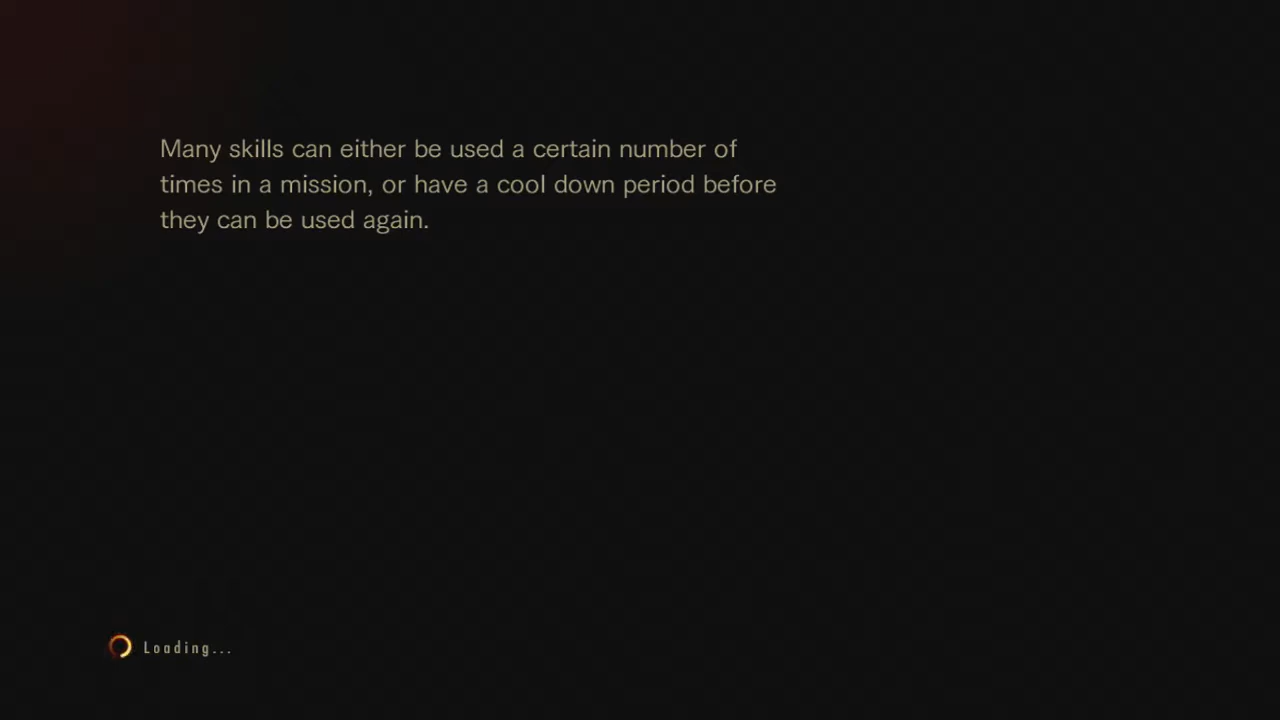 Many skills can either be used a certain number of
times in a mission, or have a cool down period before
they can be used again.
Loading...